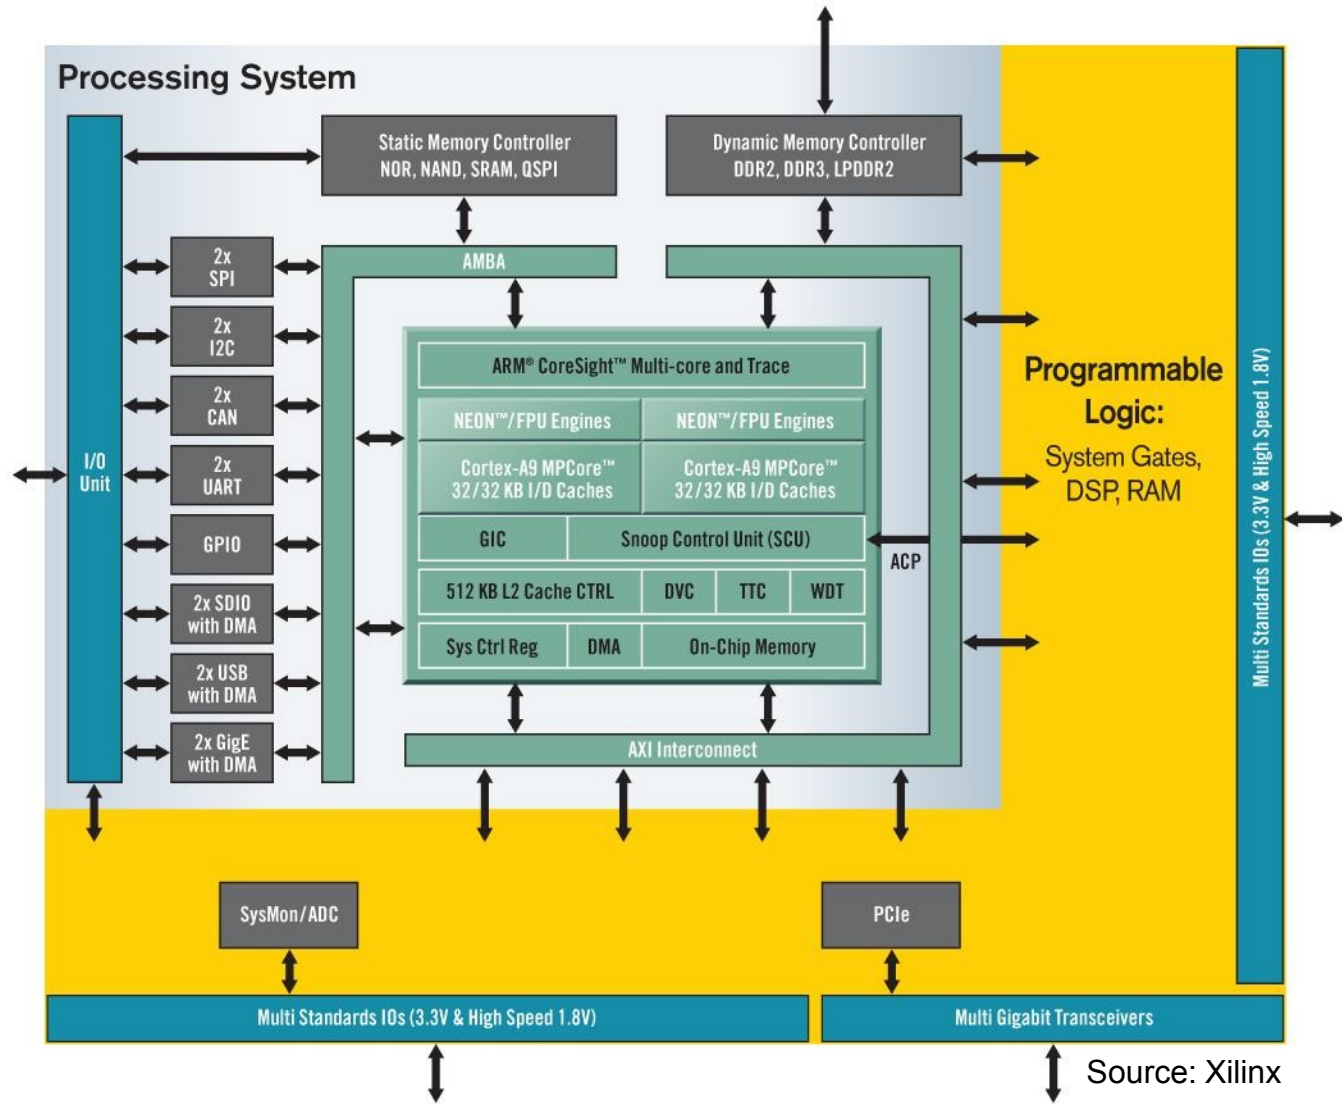 Processing System
Static Memory Controller
NOR, NAND, SRAM, QSPI
Dynamic Memory Controller
DDR2, DDR3, LPDDR2
AMBA
2x
SPI
2x
I2C
2x
CAN
2x
UART
GPIO
2x SDIO
with DMA
2x USB
with DMA
2x GigE
with DMA
I/O
Unit
ARM® CoreSight™ Multi-core and Trace
NEON™/FPU Engines
NEON™/FPU Engines
Cortex-A9 MPCore™
32/32 KB I/D Caches
Cortex-A9 MPCore™
32/32 KB I/D Caches
GIC
Snoop Control Unit (SCU)
ACP
512 KB L2 Cache CTRL
DVC
TTC
WDT
Sys Ctrl Reg
DMA
On-Chip Memory
AXI Interconnect
Programmable
Logic:
System Gates,
DSP, RAM
Multi Standards IOs (3.3V & High Speed 1.8V)
SysMon/ADC
PCIe
Multi Standards IOs (3.3V & High Speed 1.8V)
Multi Gigabit Transceivers
Source: Xilinx